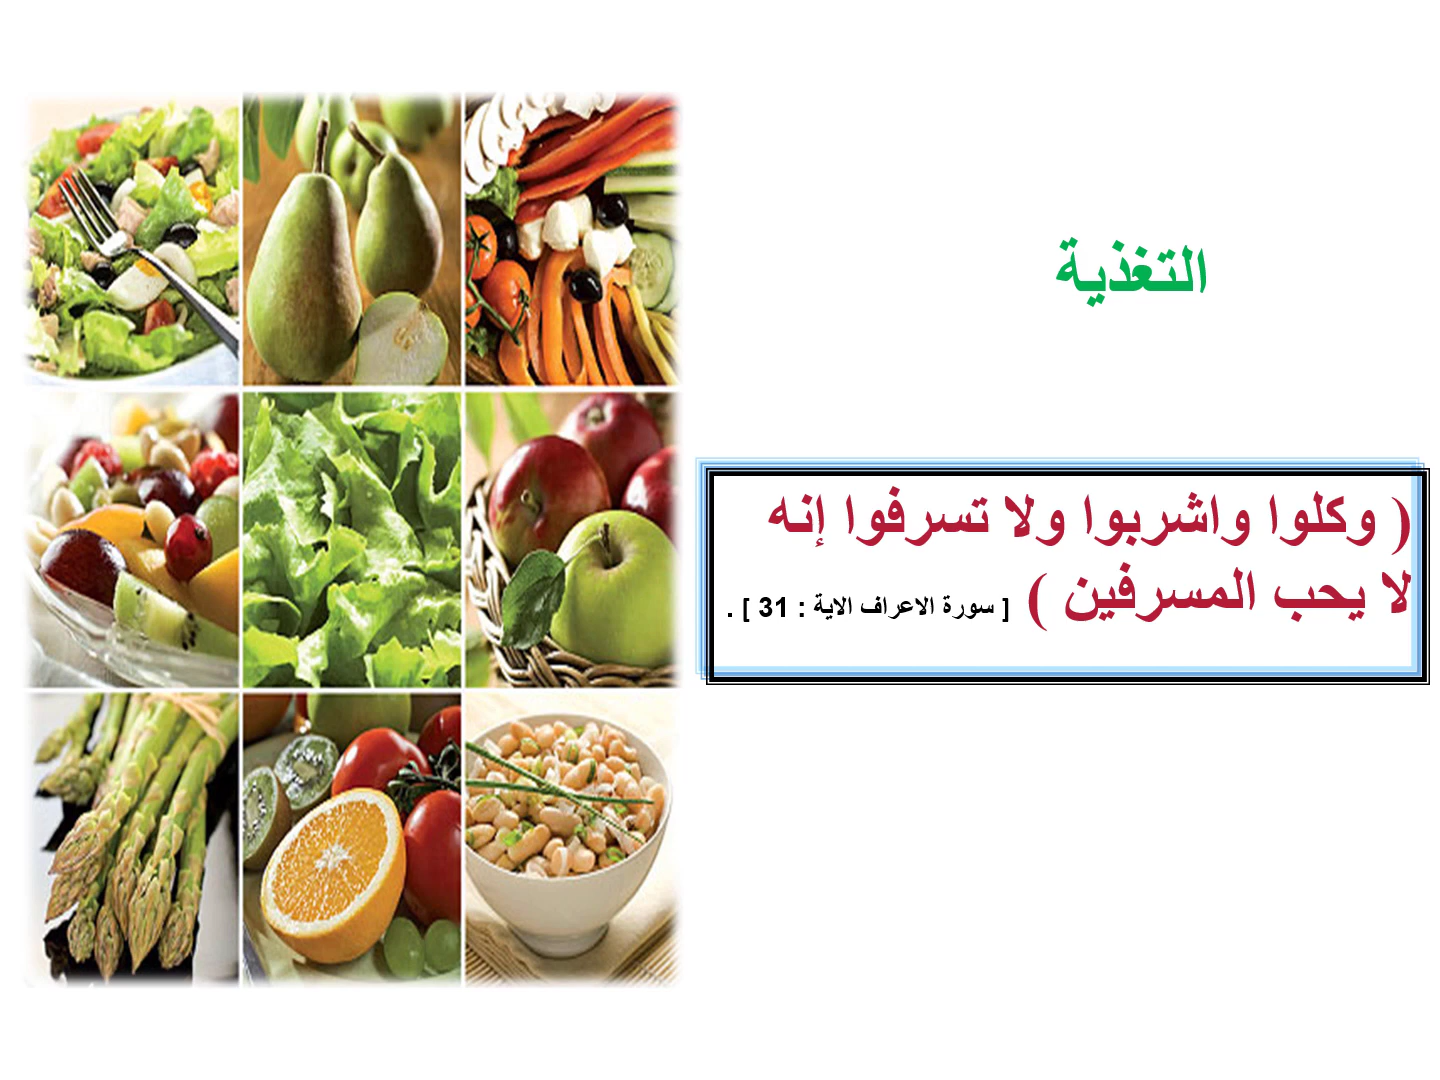 التغذية
( وكلوا واشربوا ولا تسرفوا إنه
لا يحب المسرفين ) [ سورة الاعراف الاية : 31 ] .